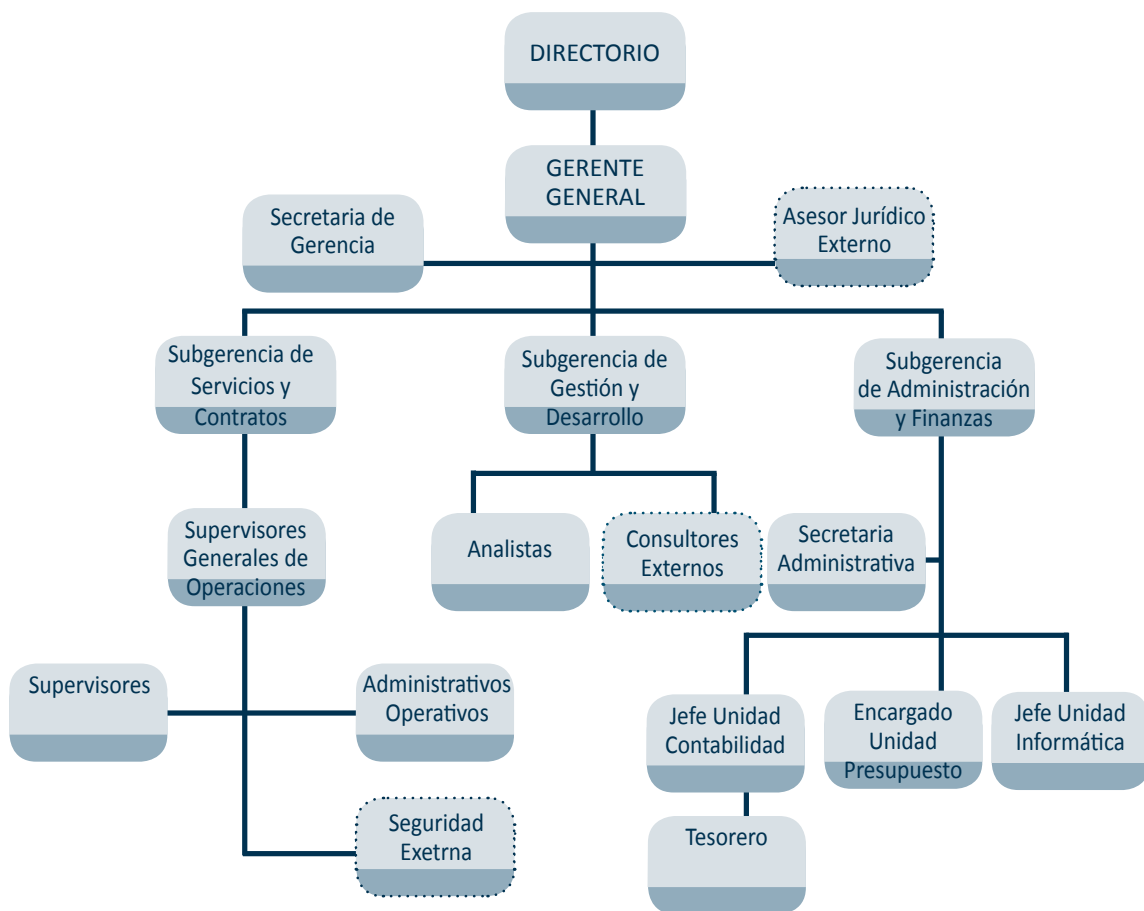 DIRECTORIO
GERENTE
GENERAL
Secretaria de
Gerencia
Asesor Jurídico
Externo
Subgerencia de
Servicios y
Contratos
Subgerencia de
Gestión y
Desarrollo
Subgerencia
de Administración
y Finanzas
Supervisores
Generales de
Operaciones
Analistas
Consultores
Externos
Secretaria
Administrativa
Supervisores
Administrativos
Operativos
Jefe Unidad
Contabilidad
Encargado
Unidad
Presupuesto
Jefe Unidad
Informática
Seguridad
Exetrna
Tesorero